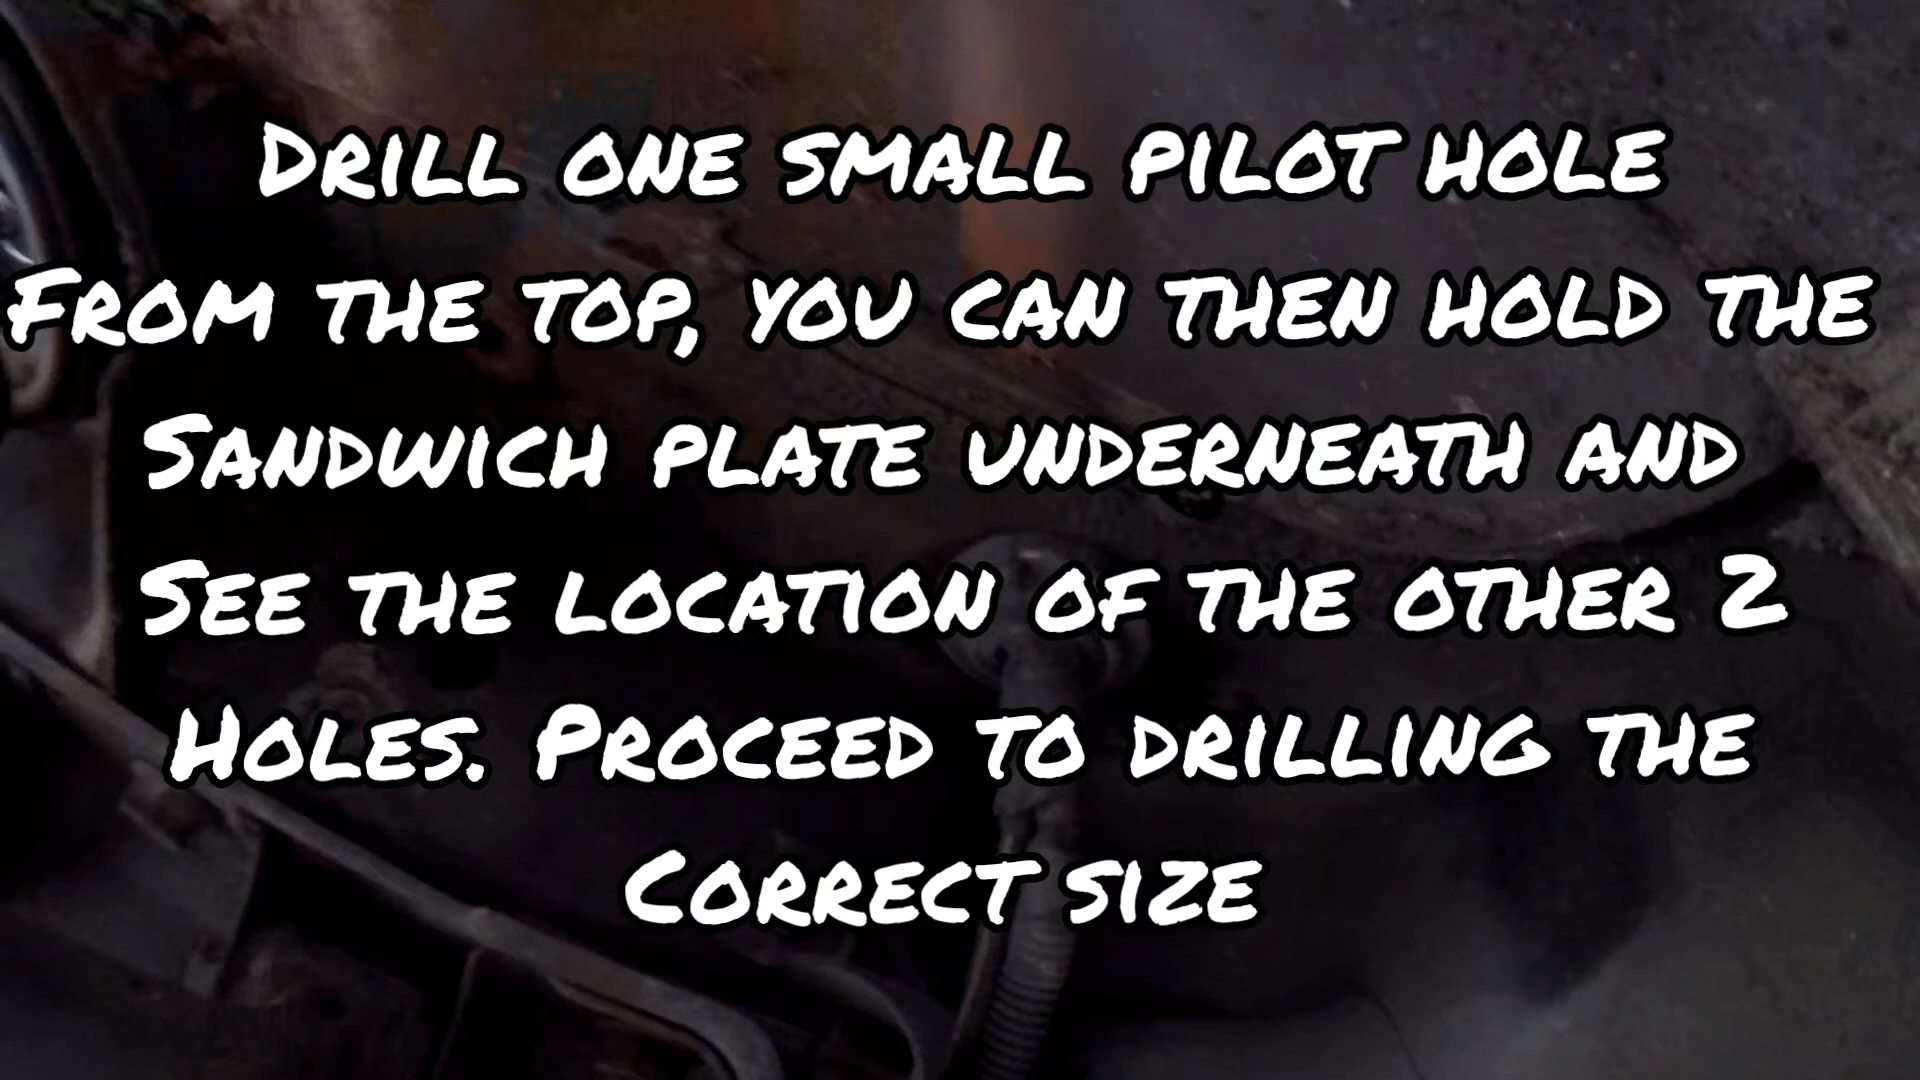 Drill one small pilot hole
From the top, you can then hold the
Sandwich plate underneath and
See the location of the other 2
Holes. Proceed to drilling the
Correct size